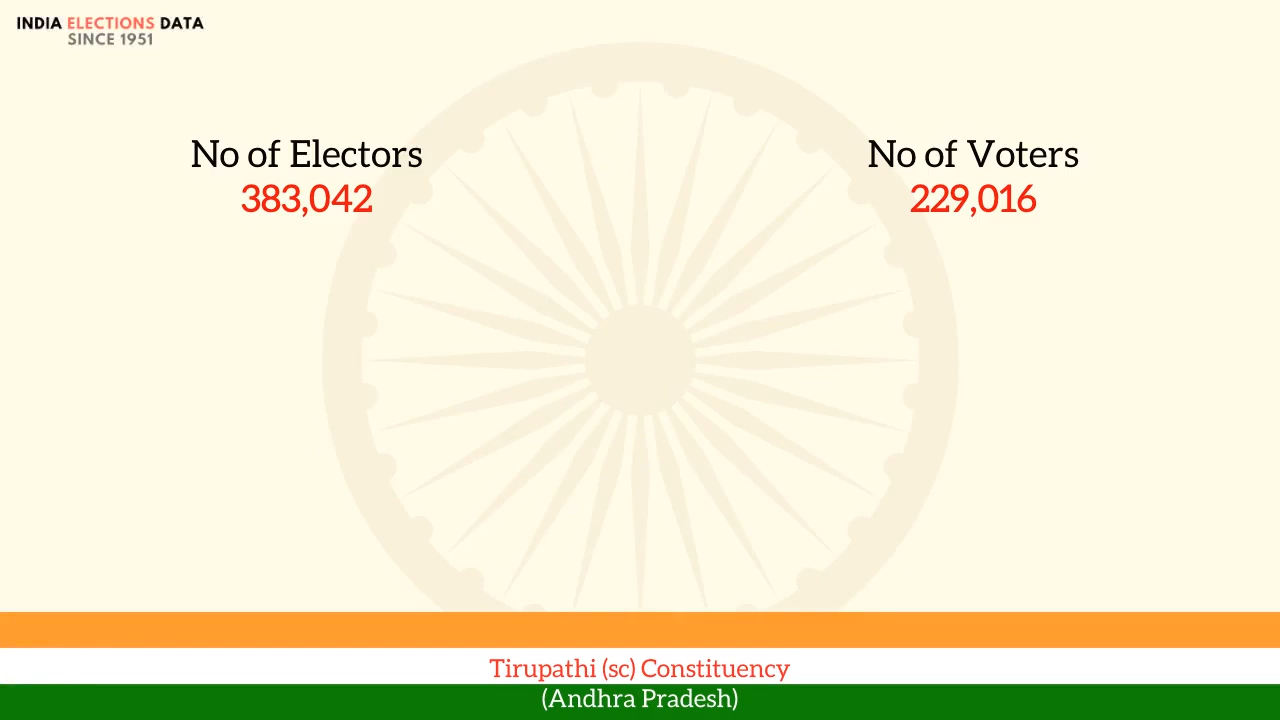 INDIA ELECTIONS DATA
SINCE 1951
No of Electors
383,042
No of Voters
229,016
Tirupathi (sc) Constituency
(Andhra Pradesh)